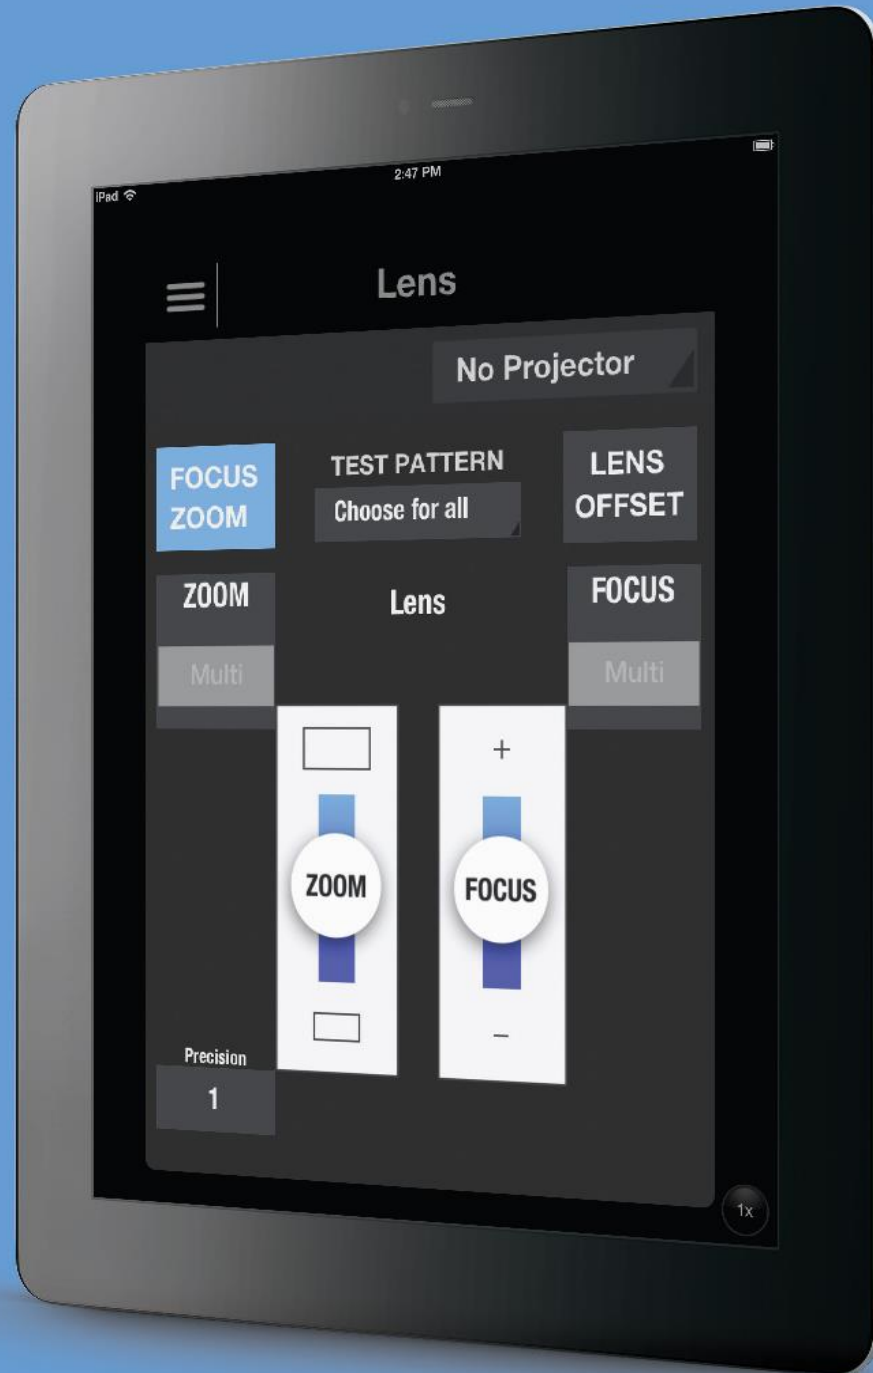 iPad
2:47 PM
Lens
No Projector
FOCUS
ZOOM
TEST PATTERN
Choose for all
LENS
OFFSET
ZOOM
Multi
Lens
FOCUS
Multi
+
ZOOM
FOCUS
–
Precision
1
1x